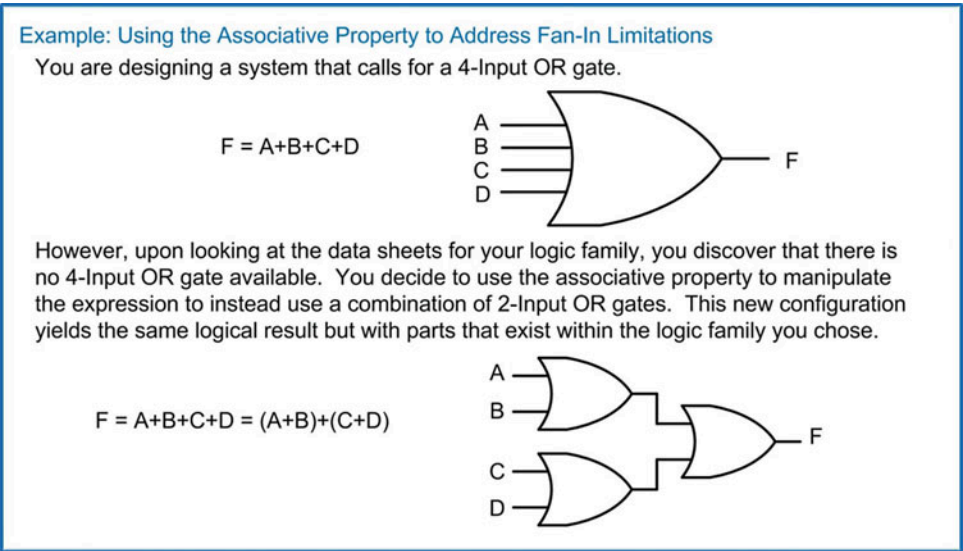 Example: Using the Associative Property to Address Fan-In Limitations
You are designing a system that calls for a 4-Input OR gate.
F = A+B+C+D
A
B
C
D
F
However, upon looking at the data sheets for your logic family, you discover that there is
no 4-Input OR gate available. You decide to use the associative property to manipulate
the expression to instead use a combination of 2-Input OR gates. This new configuration
yields the same logical result but with parts that exist within the logic family you chose.
F = A+B+C+D = (A+B)+(C+D)
A
B
C
D
F